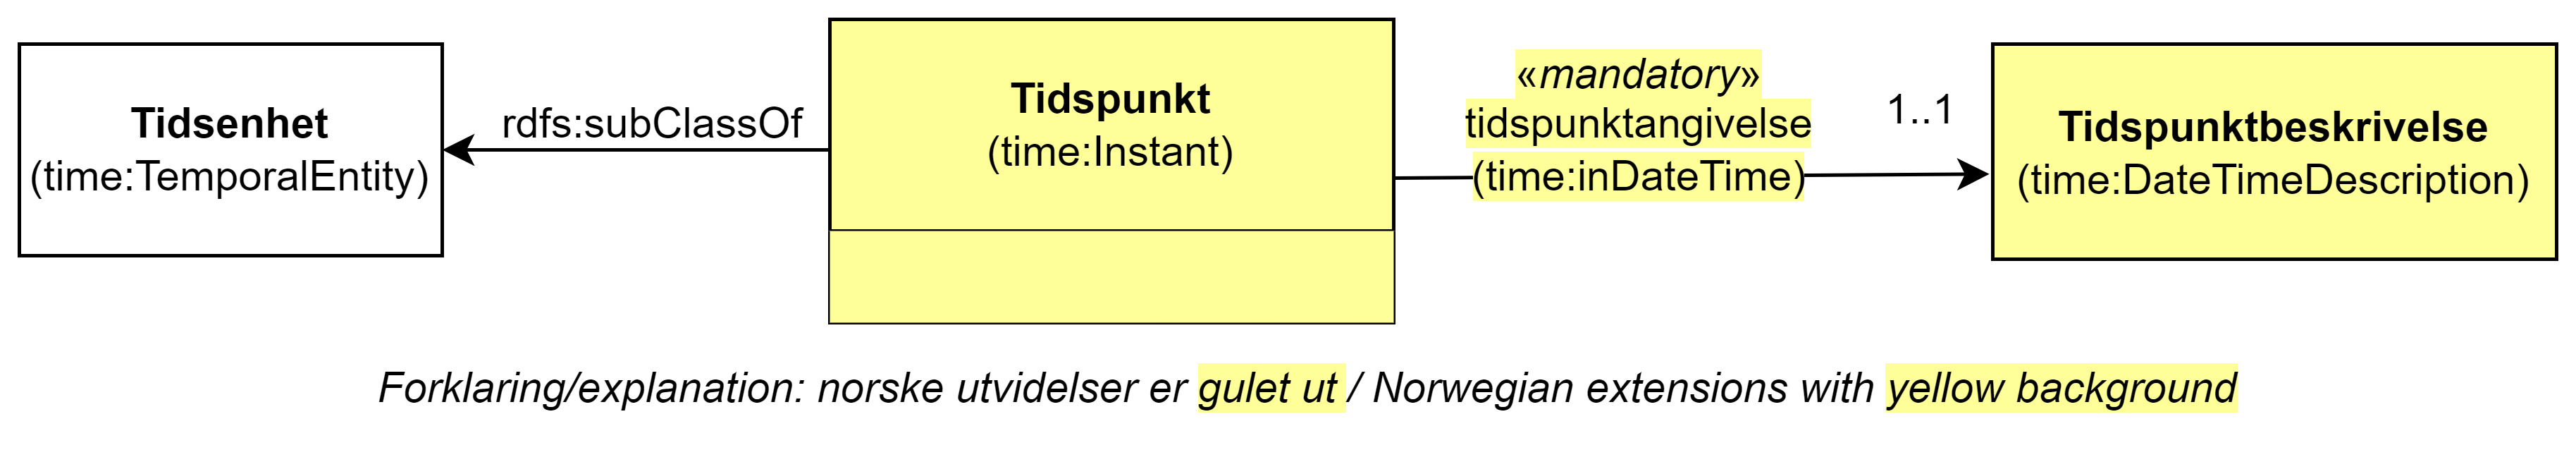 Tidsenhet
(time:TemporalEntity)
rdfs:subClassOf
Tidspunkt
(time:Instant)
«mandatory»
tidspunktangivelse
(time:inDateTime)
1..1
Tidspunktbeskrivelse
(time:DateTimeDescription)
Forklaring/explanation: norske utvidelser er gulet ut / Norwegian extensions with yellow background